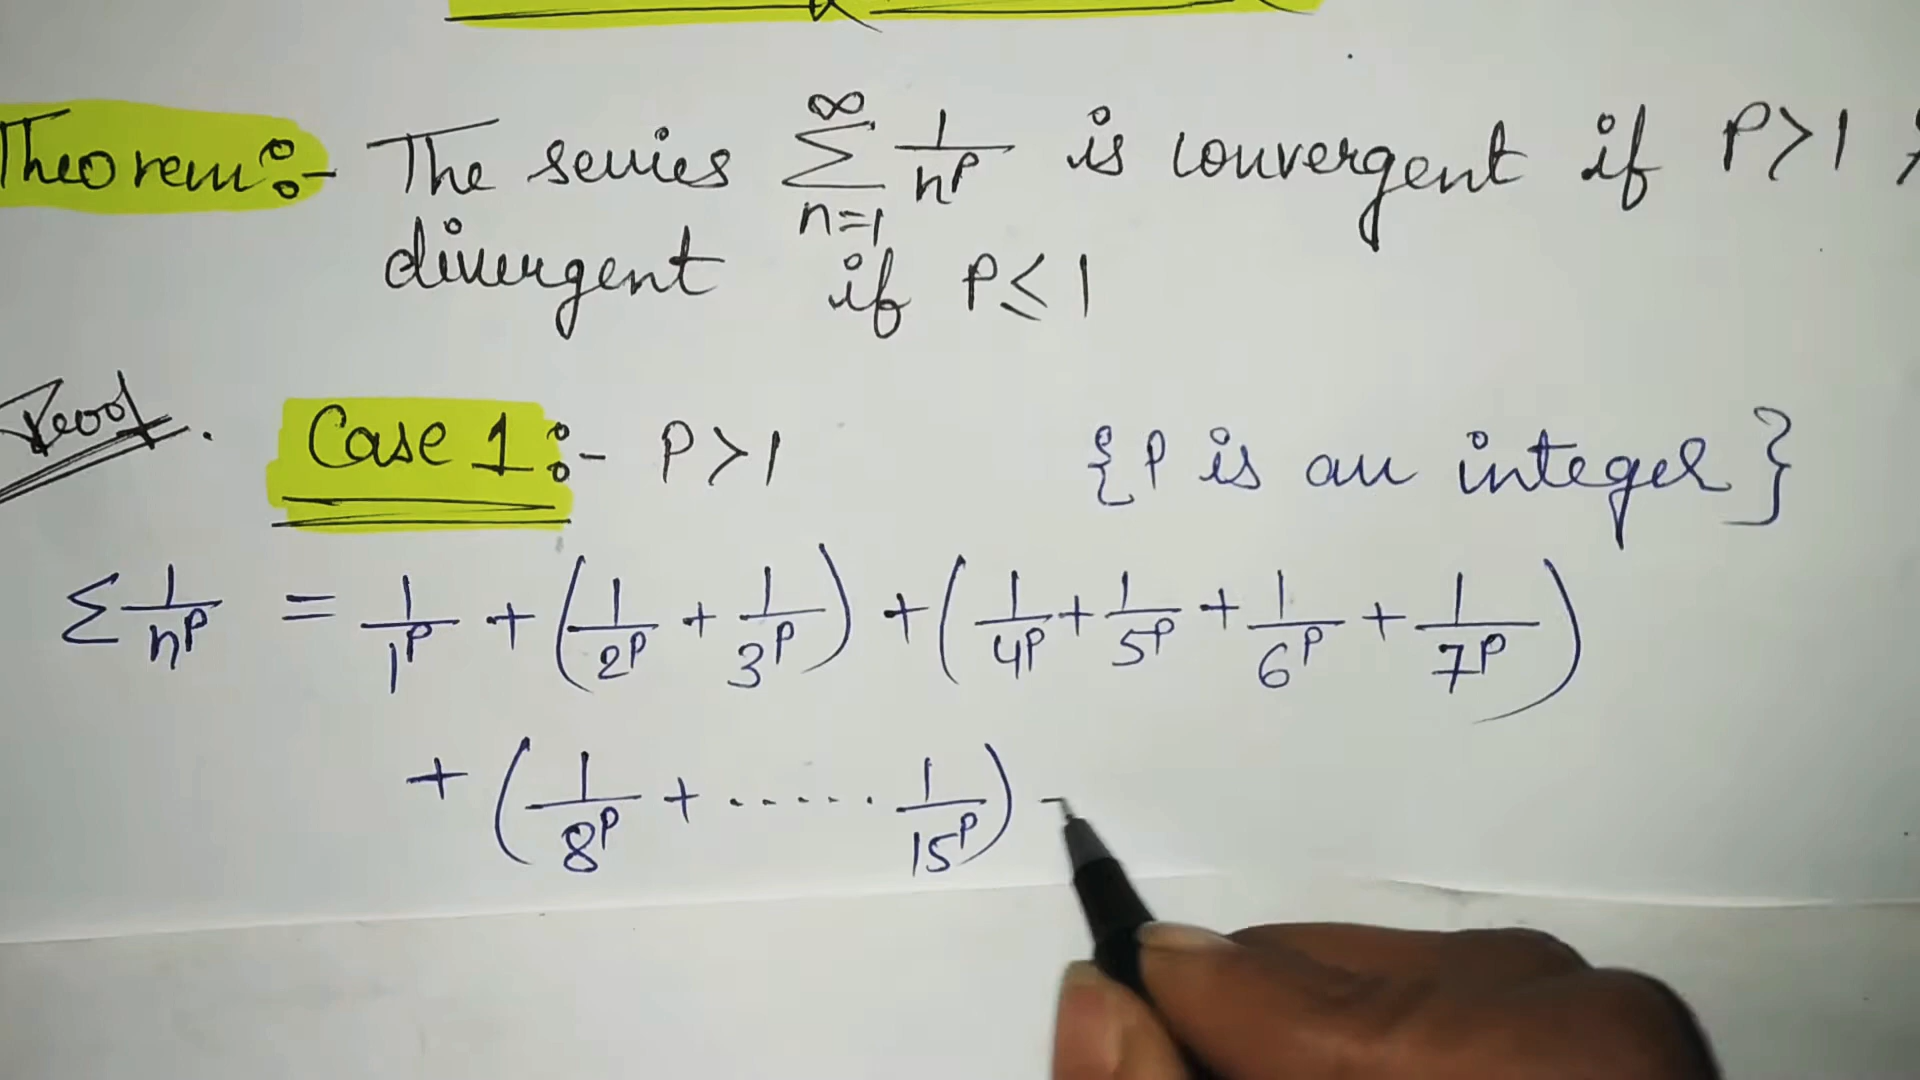 Theorem:- The series ∞∑n=1 1/n^p is convergent if P>1 &
divergent if P≤1
Proof. Case 1:- P>1 {P is an integer}
∑ 1/n^p = 1/1^p + (1/2^p + 1/3^p) + (1/4^p + 1/5^p + 1/6^p + 1/7^p)
+ (1/8^p + ...... 1/15^p) -